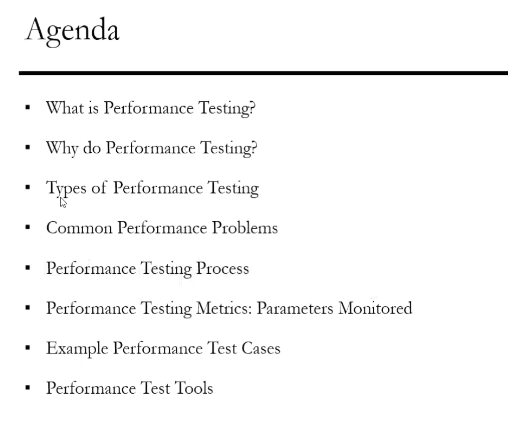 Agenda
▪ What is Performance Testing?
▪ Why do Performance Testing?
▪ Types of Performance Testing
▪ Common Performance Problems
▪ Performance Testing Process
▪ Performance Testing Metrics: Parameters Monitored
▪ Example Performance Test Cases
▪ Performance Test Tools